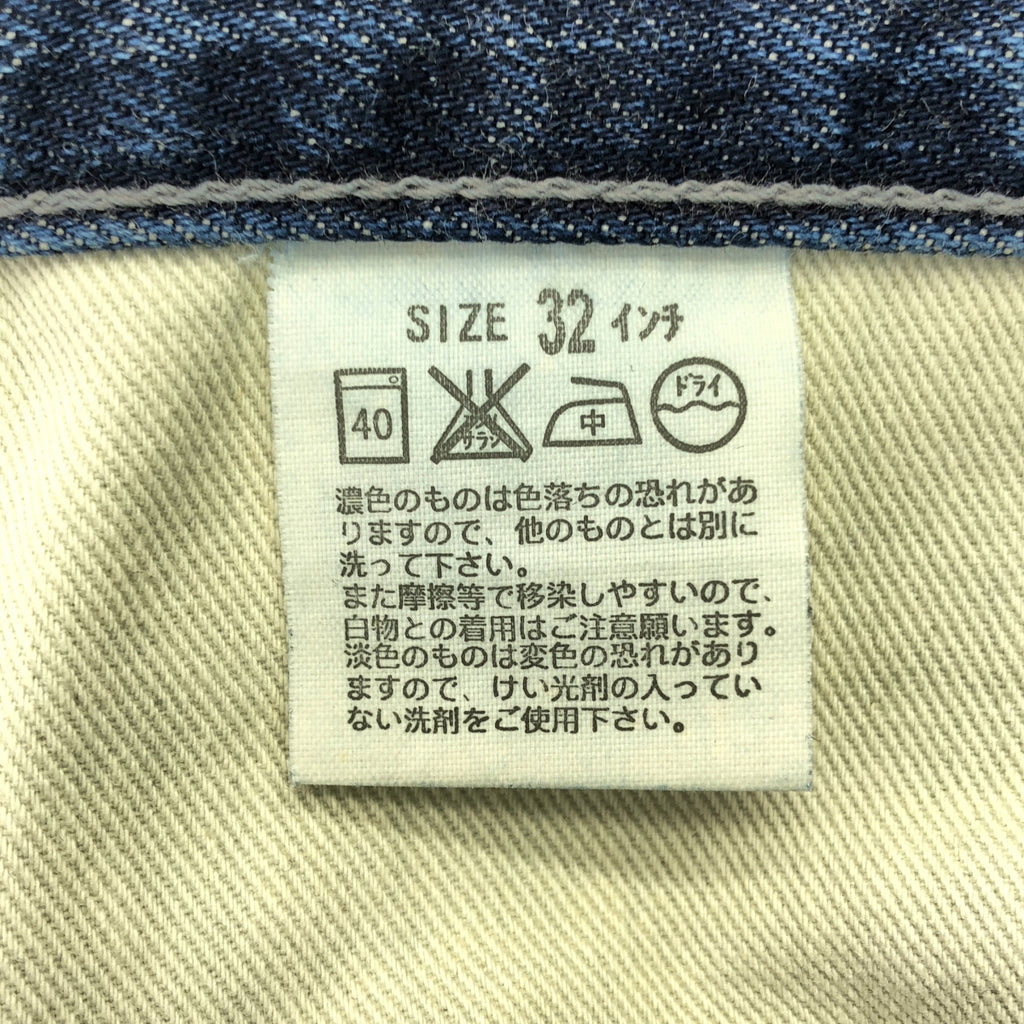 SIZE 32 インチ
40 エンソサラシ 中 ドライ
濃色のものは色落ちの恐れがあ
りますので、他のものとは別に
洗って下さい。
また摩擦等で移染しやすいので、
白物との着用はご注意願います。
淡色のものは変色の恐れがあり
ますので、けい光剤の入ってい
ない洗剤をご使用下さい。